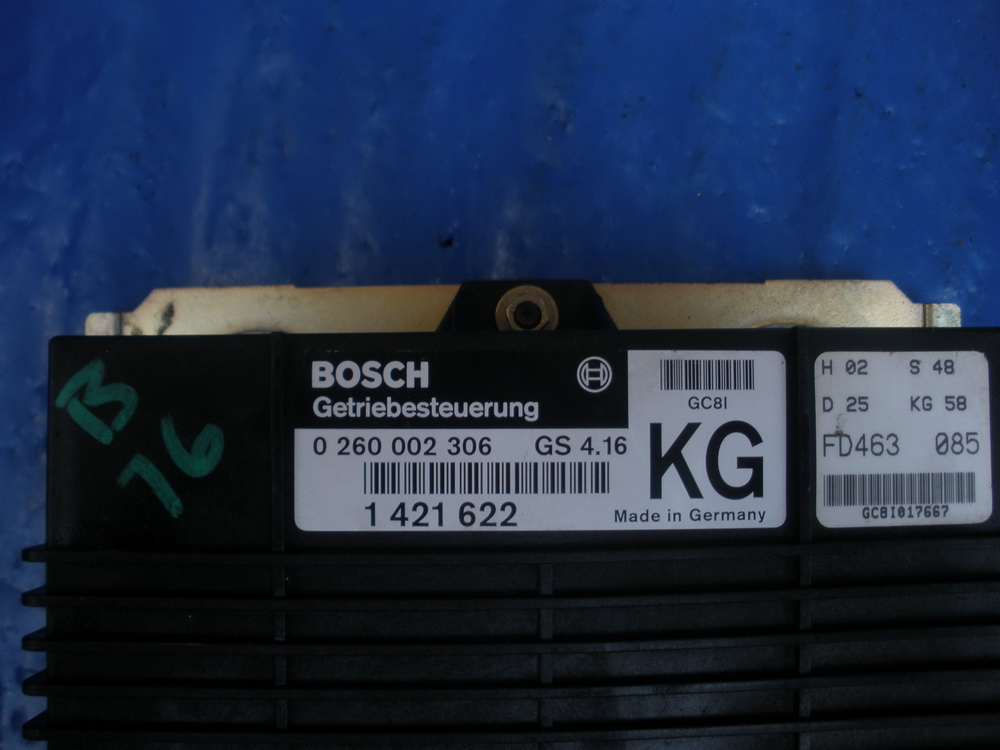 B
16
BOSCH
Getriebesteuerung
0 260 002 306 GS 4.16
1 421 622
GC8I
KG
Made in Germany
H 02 S 48
D 25 KG 58
FD463 085
GC8I017667